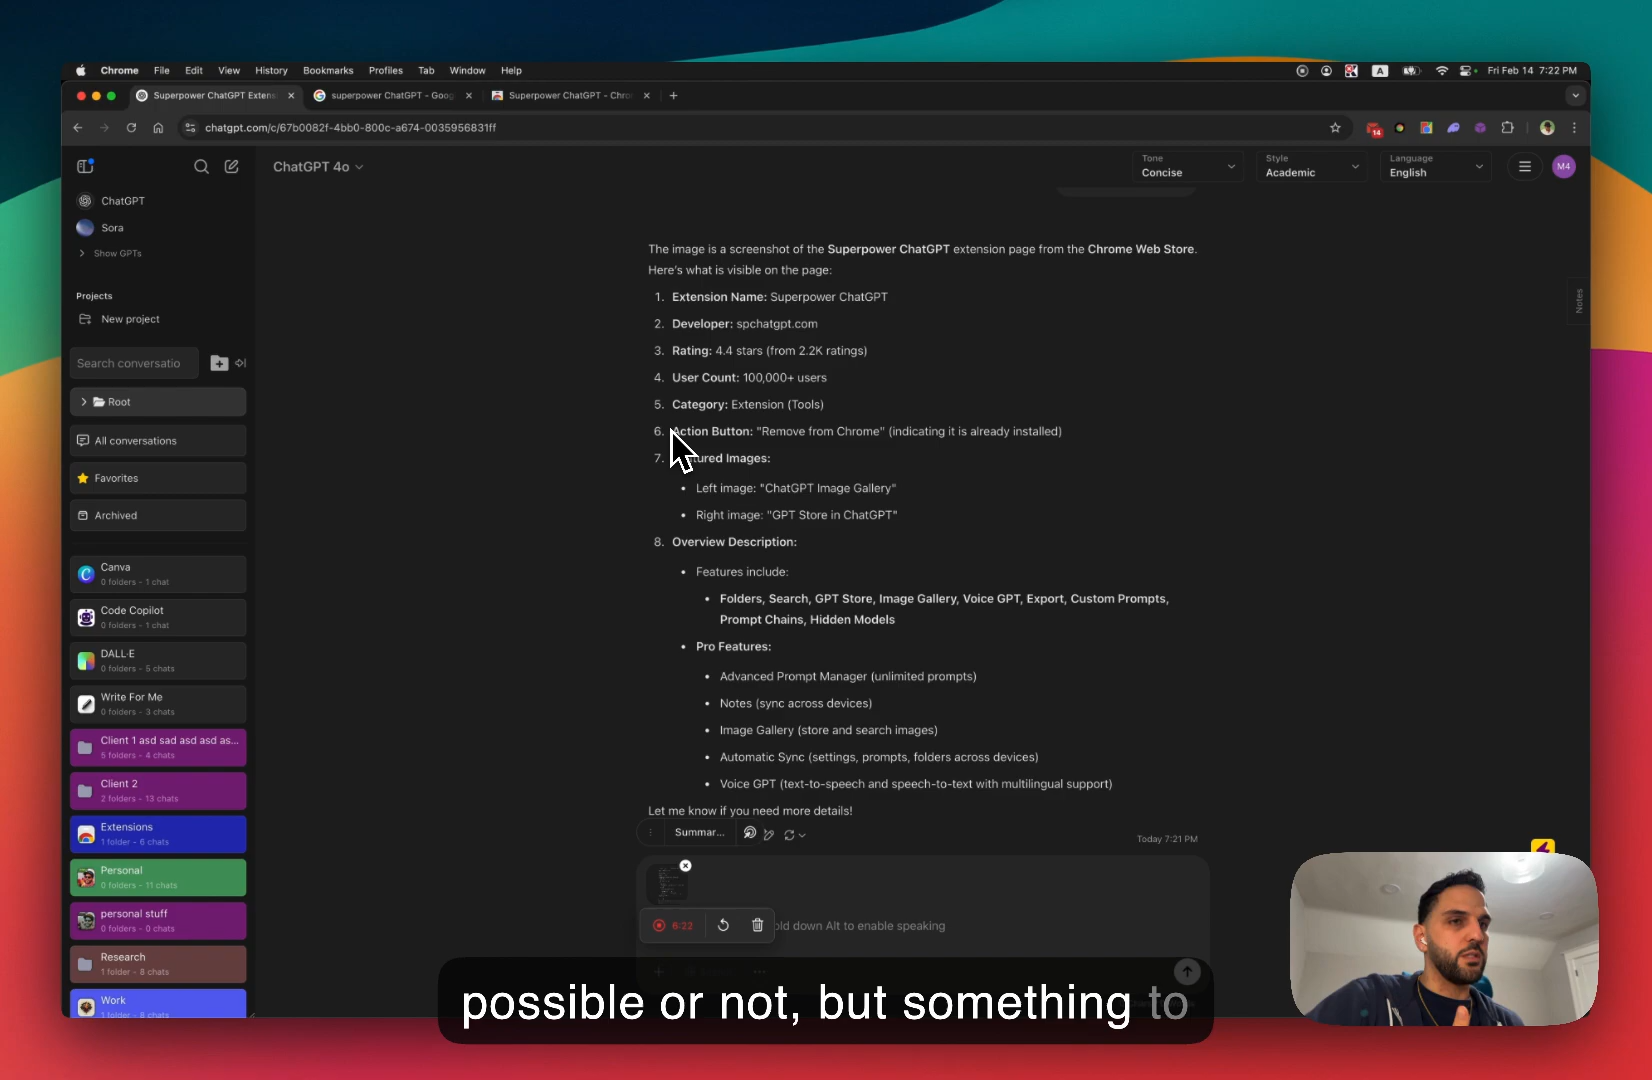 Chrome File Edit View History Bookmarks Profiles Tab Window Help
A Fri Feb 14 7:22 PM
Superpower ChatGPT Extens
superpower ChatGPT - Goog
Superpower ChatGPT - Chro
chatgpt.com/c/67b0082f-4bb0-800c-a674-0035956831ff
14
ChatGPT 4o
Tone
Concise
Style
Academic
Language
English
M4
ChatGPT
Sora
Show GPTs
Projects
New project
Search conversatio
Root
All conversations
Favorites
Archived
Canva
0 folders - 1 chat
Code Copilot
0 folders - 1 chat
DALL·E
0 folders - 5 chats
Write For Me
0 folders - 3 chats
Client 1 asd sad asd asd as...
5 folders - 4 chats
Client 2
2 folders - 13 chats
Extensions
1 folder - 6 chats
Personal
0 folders - 11 chats
personal stuff
0 folders - 0 chats
Research
1 folder - 8 chats
Work
1 folder - 8 chats
The image is a screenshot of the Superpower ChatGPT extension page from the Chrome Web Store.
Here's what is visible on the page:
1. Extension Name: Superpower ChatGPT
2. Developer: spchatgpt.com
3. Rating: 4.4 stars (from 2.2K ratings)
4. User Count: 100,000+ users
5. Category: Extension (Tools)
6. Action Button: "Remove from Chrome" (indicating it is already installed)
7. tured Images:
• Left image: "ChatGPT Image Gallery"
• Right image: "GPT Store in ChatGPT"
8. Overview Description:
• Features include:
• Folders, Search, GPT Store, Image Gallery, Voice GPT, Export, Custom Prompts,
Prompt Chains, Hidden Models
• Pro Features:
• Advanced Prompt Manager (unlimited prompts)
• Notes (sync across devices)
• Image Gallery (store and search images)
• Automatic Sync (settings, prompts, folders across devices)
• Voice GPT (text-to-speech and speech-to-text with multilingual support)
Let me know if you need more details!
Summar...
Today 7:21 PM
Notes
6:22
old down Alt to enable speaking
possible or not, but something to